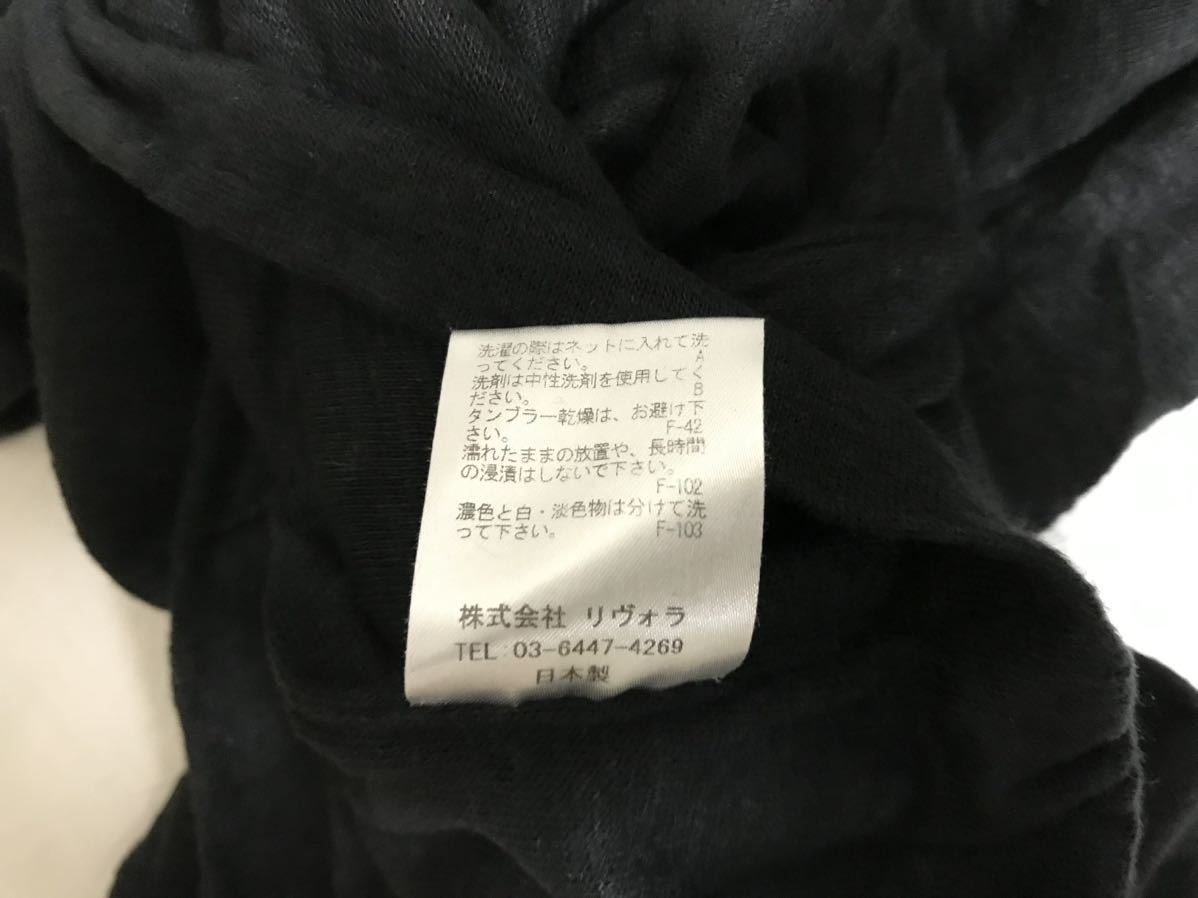 洗濯の際はネットに入れて洗
ってください。 A
洗剤は中性洗剤を使用してく
ださい。 B
タンブラー乾燥は、お避け下
さい。 F-42
濡れたままの放置や、長時間
の浸漬はしないで下さい。
F-102
濃色と白・淡色物は分けて洗
って下さい。 F-103
株式会社 リヴォラ
TEL:03-6447-4269
日本製